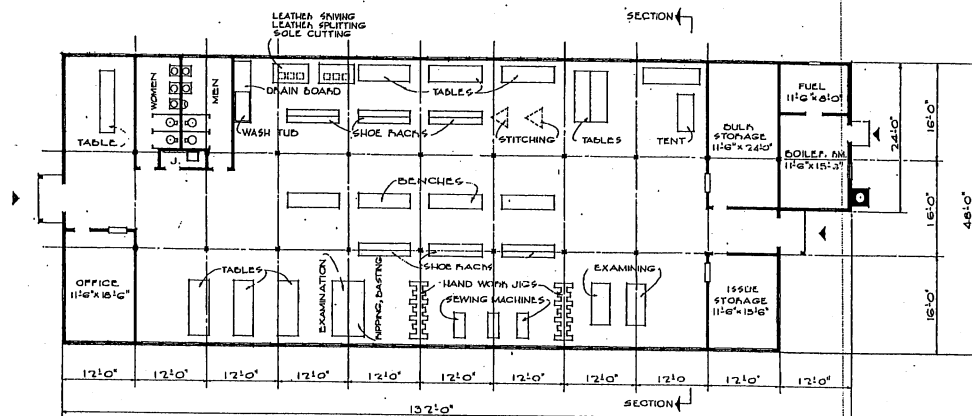 LEATHER SKIVING
LEATHER SPLITTING
SOLE CUTTING
SECTION
WOMEN
MEN
DRAIN BOARD
WASH TUB
TABLE
J.
TABLES
SHOE RACKS
STITCHING
TABLES
TENT
BULK
STORAGE
11'-6" x 24'-0"
FUEL
11'-6" x 8'-0"
BOILER RM.
11'-6" x 15'-3"
24'-0"
16'-0"
16'-0"
16'-0"
48'-0"
BENCHES
OFFICE
11'-6" x 18'-6"
TABLES
EXAMINATION
RIPPING, BASTING
SHOE RACKS
HAND WORK JIGS
SEWING MACHINES
EXAMINING
ISSUE
STORAGE
11'-6" x 15'-6"
12'-0" 12'-0" 12'-0" 12'-0" 12'-0" 12'-0" 12'-0" 12'-0" 12'-0 12'-0" 12'-0"
132'-0"
SECTION